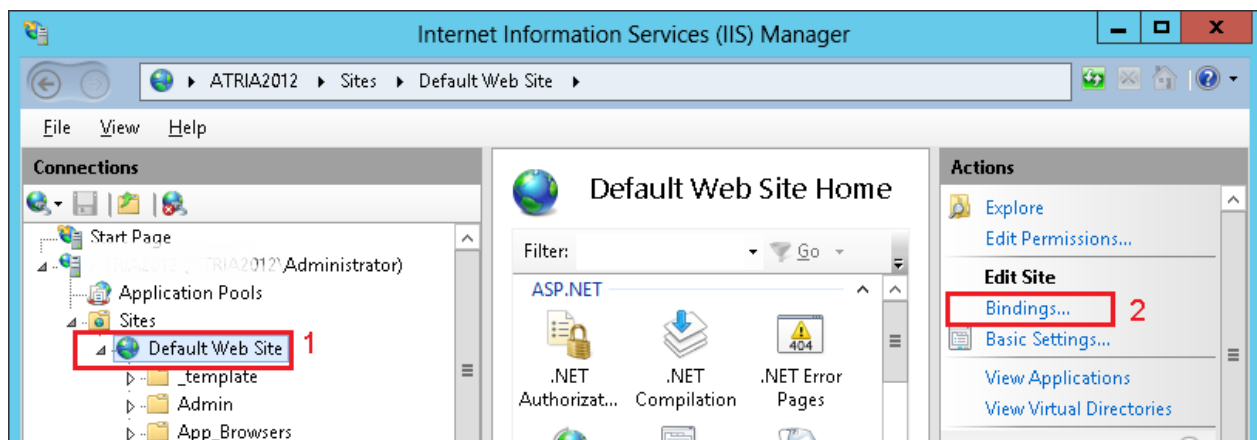 Internet Information Services (IIS) Manager
ATRIA2012 Sites Default Web Site
File View Help
Connections
Start Page
\Administrator)
Application Pools
Sites
Default Web Site
1
_template
Admin
App_Browsers
Default Web Site Home
Filter:
Go
ASP.NET
404
.NET Authorizat...
.NET Compilation
.NET Error Pages
Actions
Explore
Edit Permissions...
Edit Site
Bindings...
2
Basic Settings...
View Applications
View Virtual Directories